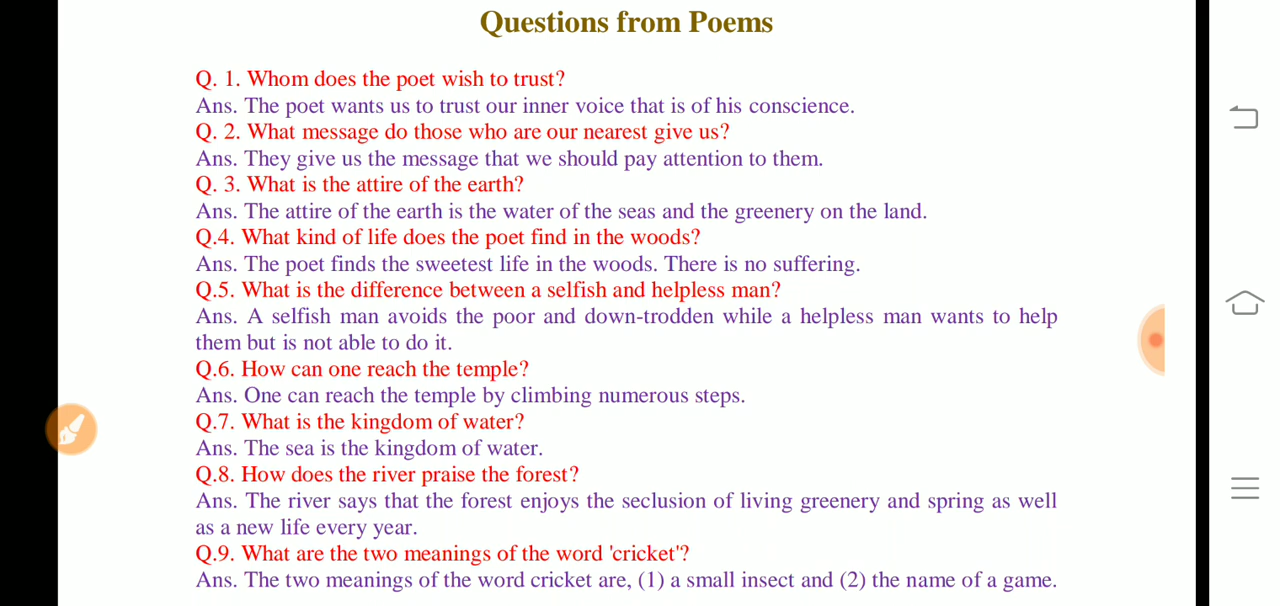 Questions from Poems
Q. 1. Whom does the poet wish to trust?
Ans. The poet wants us to trust our inner voice that is of his conscience.
Q. 2. What message do those who are our nearest give us?
Ans. They give us the message that we should pay attention to them.
Q. 3. What is the attire of the earth?
Ans. The attire of the earth is the water of the seas and the greenery on the land.
Q.4. What kind of life does the poet find in the woods?
Ans. The poet finds the sweetest life in the woods. There is no suffering.
Q.5. What is the difference between a selfish and helpless man?
Ans. A selfish man avoids the poor and down-trodden while a helpless man wants to help
them but is not able to do it.
Q.6. How can one reach the temple?
Ans. One can reach the temple by climbing numerous steps.
Q.7. What is the kingdom of water?
Ans. The sea is the kingdom of water.
Q.8. How does the river praise the forest?
Ans. The river says that the forest enjoys the seclusion of living greenery and spring as well
as a new life every year.
Q.9. What are the two meanings of the word 'cricket'?
Ans. The two meanings of the word cricket are, (1) a small insect and (2) the name of a game.